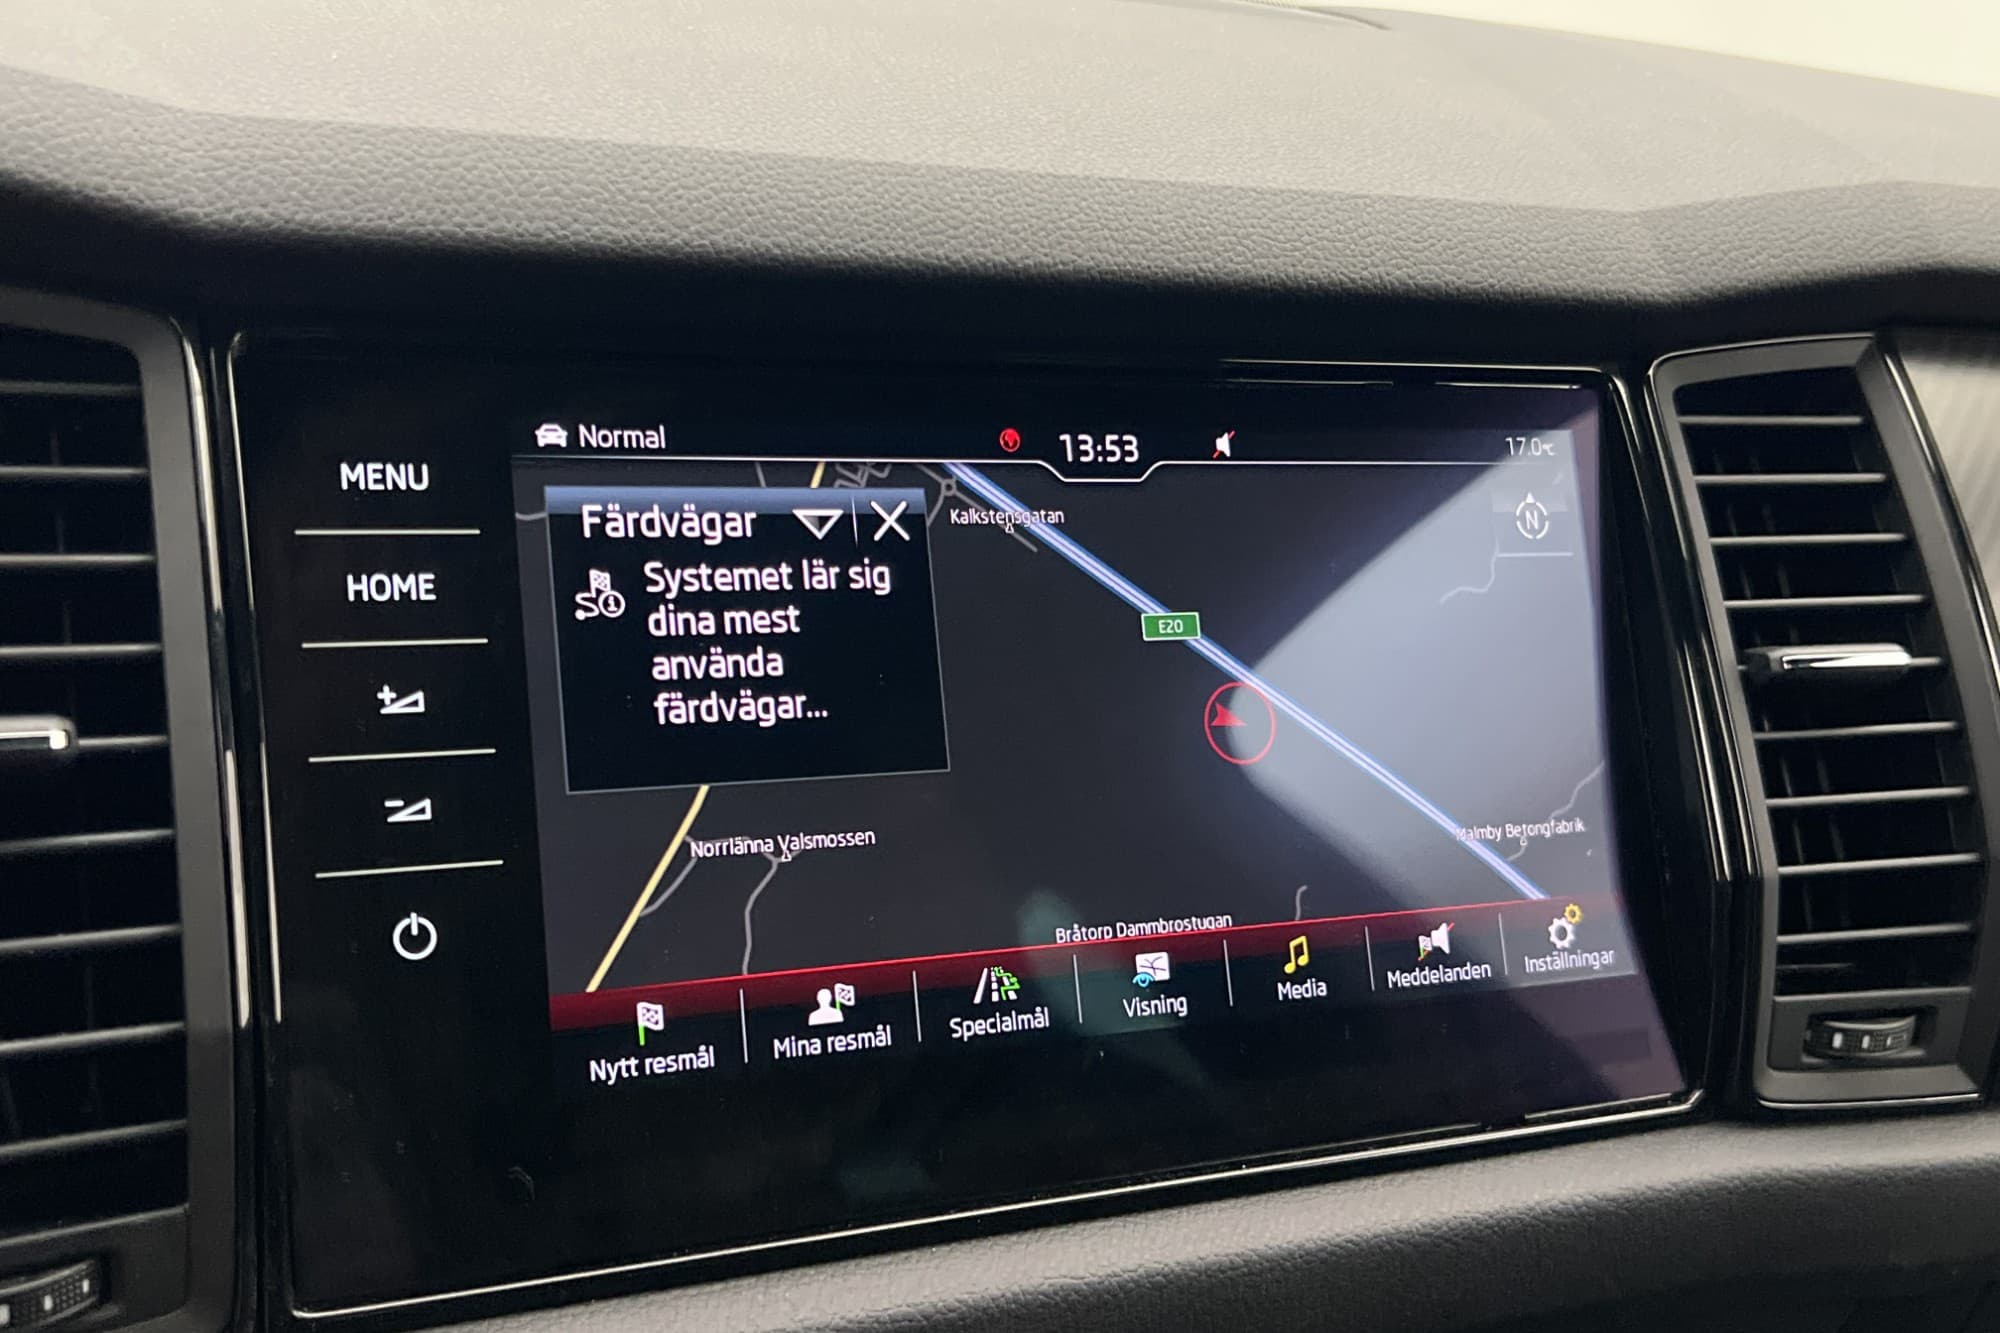 Normal
13:53
17.0°C
MENU
HOME
Färdvägar
Systemet lär sig
dina mest
använda
färdvägar...
Kalkstensgatan
N
E20
Norrlänna Valsmossen
Malmby Betongfabrik
Bråtorp Dammbrostugan
Nytt resmål
Mina resmål
Specialmål
Visning
Media
Meddelanden
Inställningar